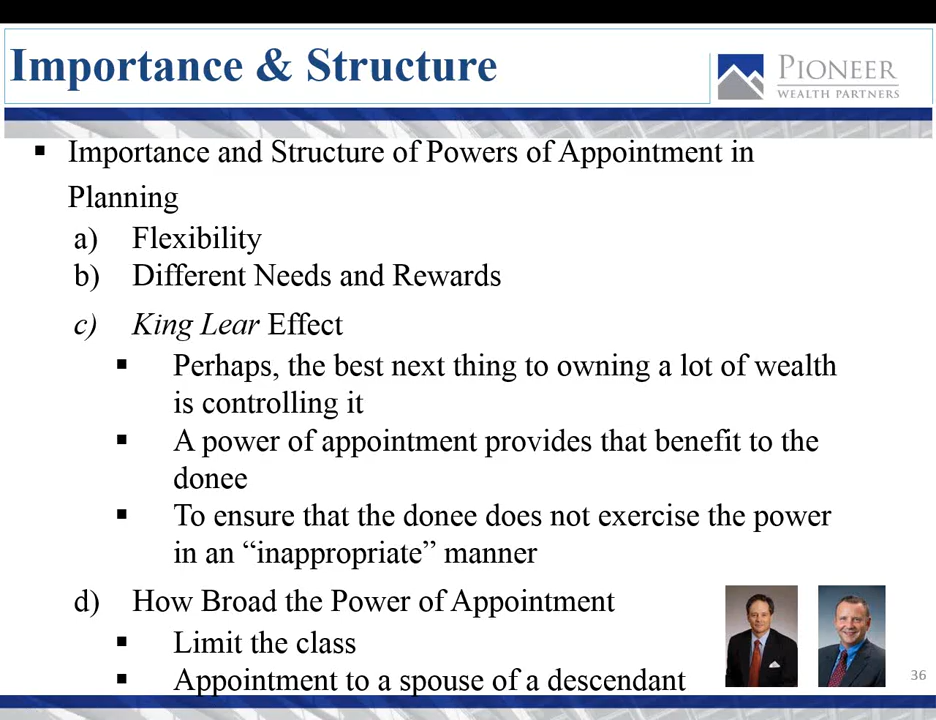 Importance & Structure
PIONEER
WEALTH PARTNERS
▪ Importance and Structure of Powers of Appointment in
Planning
a) Flexibility
b) Different Needs and Rewards
c) King Lear Effect
▪ Perhaps, the best next thing to owning a lot of wealth
is controlling it
▪ A power of appointment provides that benefit to the
donee
▪ To ensure that the donee does not exercise the power
in an “inappropriate” manner
d) How Broad the Power of Appointment
▪ Limit the class
▪ Appointment to a spouse of a descendant
36